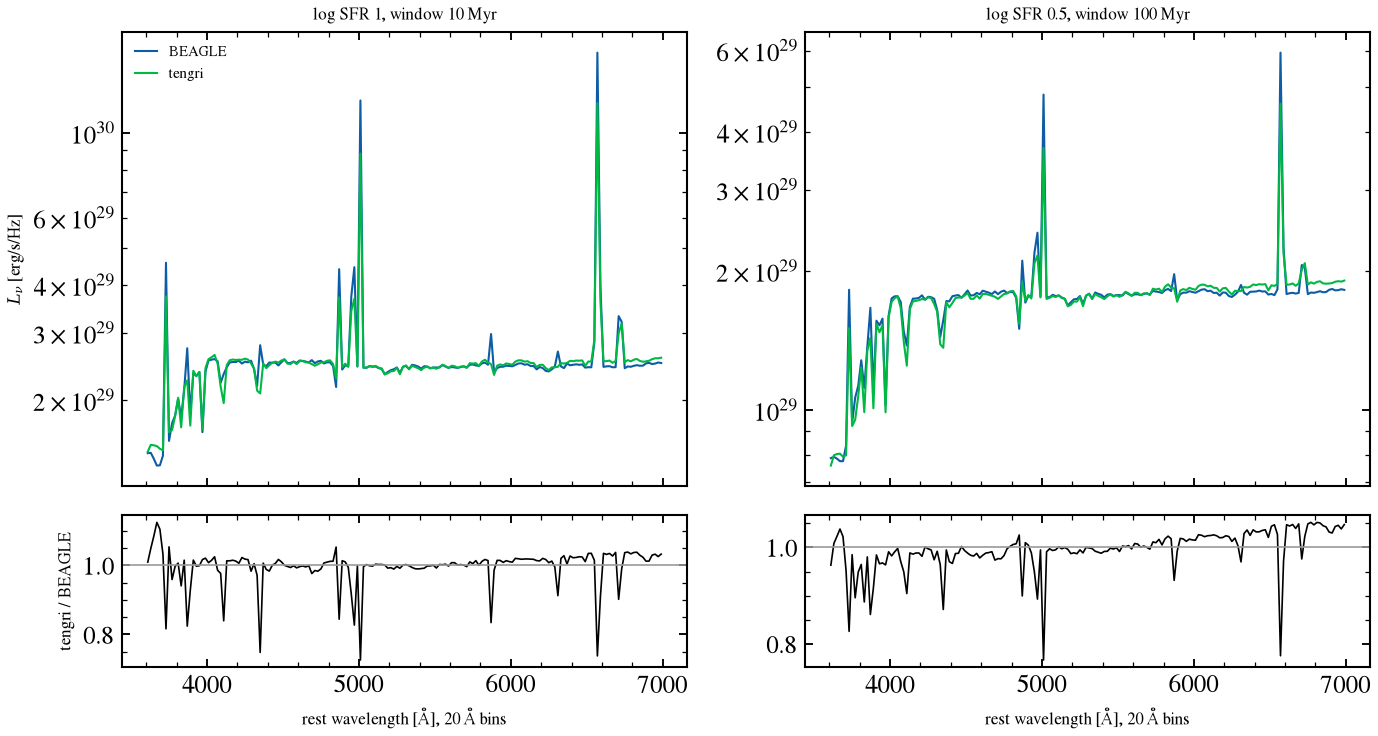 log SFR 1, window 10 Myr
log SFR 0.5, window 100 Myr
BEAGLE
tengri
L_ν [erg/s/Hz]
10^30
6 × 10^29
4 × 10^29
3 × 10^29
2 × 10^29
6 × 10^29
4 × 10^29
3 × 10^29
2 × 10^29
10^29
tengri / BEAGLE
1.0
0.8
1.0
0.8
4000 5000 6000 7000
4000 5000 6000 7000
rest wavelength [Å], 20 Å bins
rest wavelength [Å], 20 Å bins